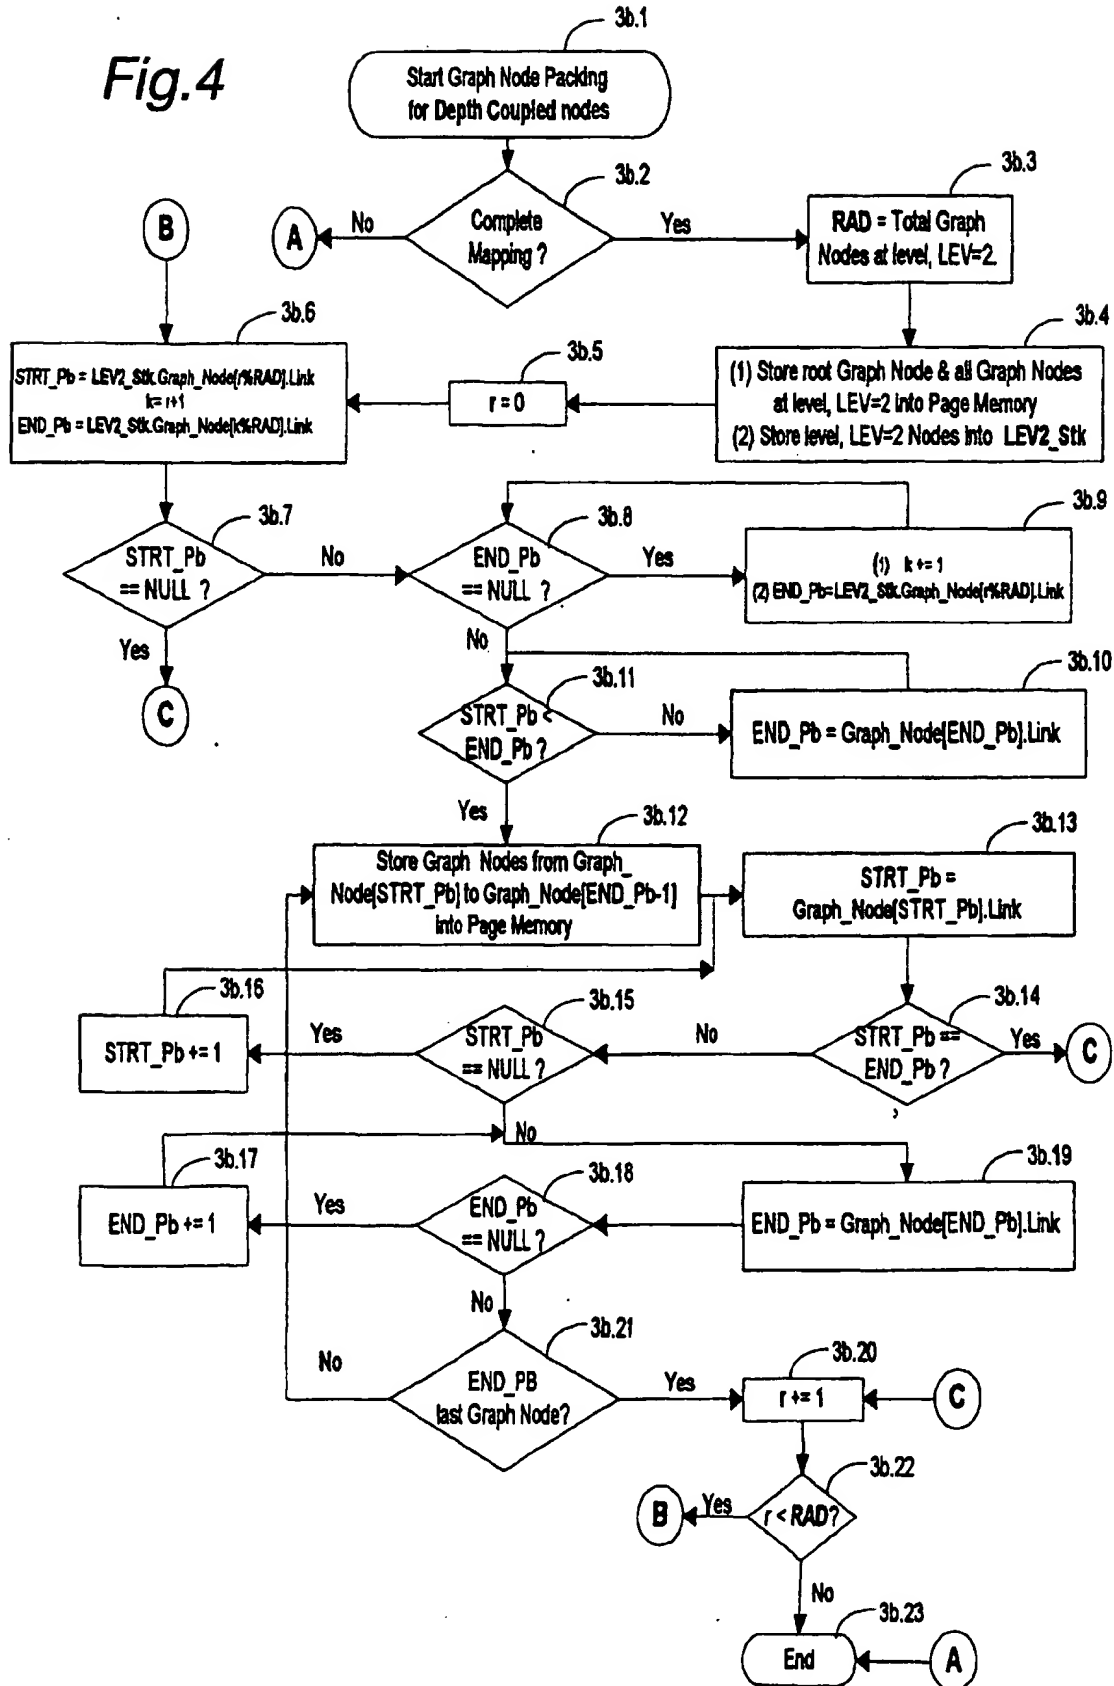 Fig.4
3b.1
Start Graph Node Packing
for Depth Coupled nodes
3b.2
Complete
Mapping ?
No
A
Yes
3b.3
RAD = Total Graph
Nodes at level, LEV=2.
B
3b.4
(1) Store root Graph Node & all Graph Nodes
at level, LEV=2 into Page Memory
(2) Store level, LEV=2 Nodes into LEV2_Stk
3b.5
r = 0
3b.6
STRT_Pb = LEV2_Stk.Graph_Node[r%RAD].Link
k= r+1
END_Pb = LEV2_Stk.Graph_Node[k%RAD].Link
3b.7
STRT_Pb
== NULL ?
No
Yes
C
3b.8
END_Pb
== NULL ?
Yes
No
3b.9
(1) k += 1
(2) END_Pb=LEV2_Stk.Graph_Node[r%RAD].Link
3b.10
END_Pb = Graph_Node[END_Pb].Link
3b.11
STRT_Pb <
END_Pb ?
No
Yes
3b.12
Store Graph Nodes from Graph_
Node[STRT_Pb] to Graph_Node[END_Pb-1]
into Page Memory
3b.13
STRT_Pb =
Graph_Node[STRT_Pb].Link
3b.14
STRT_Pb ==
END_Pb ?
Yes
C
No
3b.15
STRT_Pb
== NULL ?
Yes
No
3b.16
STRT_Pb += 1
3b.17
END_Pb += 1
3b.18
END_Pb
== NULL ?
Yes
No
3b.19
END_Pb = Graph_Node[END_Pb].Link
3b.21
END_PB
last Graph Node?
No
Yes
3b.20
r += 1
C
3b.22
r < RAD?
Yes
B
No
3b.23
End
A